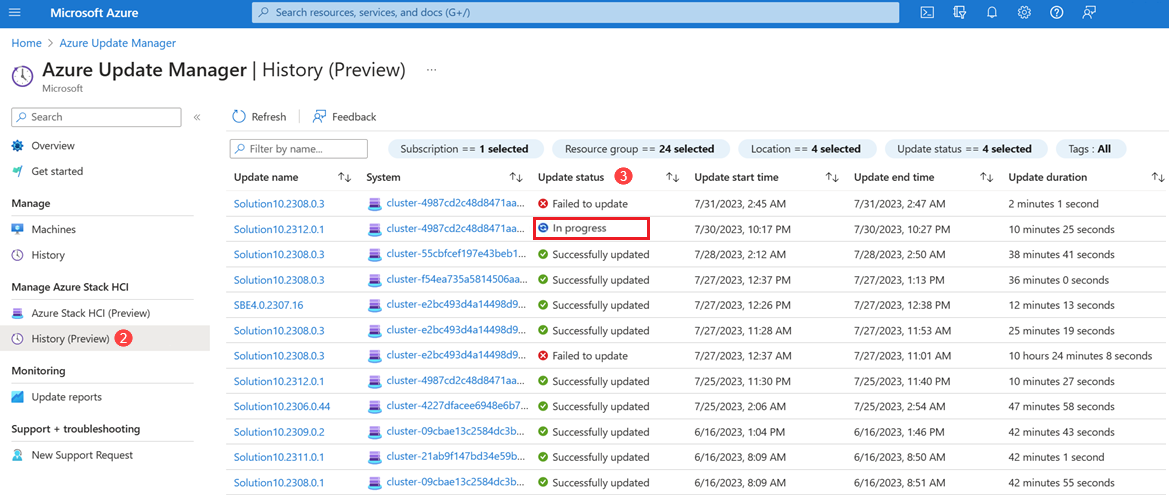 Microsoft Azure
Search resources, services, and docs (G+/)
Home > Azure Update Manager
Azure Update Manager | History (Preview) ...
Microsoft
Search «
Overview
Get started
Manage
Machines
History
Manage Azure Stack HCI
Azure Stack HCI (Preview)
History (Preview) 2
Monitoring
Update reports
Support + troubleshooting
New Support Request
Refresh | Feedback
Filter by name... Subscription == 1 selected Resource group == 24 selected Location == 4 selected Update status == 4 selected Tags : All
Update name ↑↓ System ↑↓ Update status 3 ↑↓ Update start time ↑↓ Update end time ↑↓ Update duration ↑↓
Solution10.2308.0.3 cluster-4987cd2c48d8471aa... Failed to update 7/31/2023, 2:45 AM 7/31/2023, 2:47 AM 2 minutes 1 second
Solution10.2312.0.1 cluster-4987cd2c48d8471aa... In progress 7/30/2023, 10:17 PM 7/30/2023, 10:27 PM 10 minutes 25 seconds
Solution10.2308.0.3 cluster-55cbfcef197e43beb1... Successfully updated 7/28/2023, 2:12 AM 7/28/2023, 2:50 AM 38 minutes 41 seconds
Solution10.2308.0.3 cluster-f54ea735a5814506aa... Successfully updated 7/27/2023, 12:37 PM 7/27/2023, 1:13 PM 36 minutes 0 seconds
SBE4.0.2307.16 cluster-e2bc493d4a14498d9... Successfully updated 7/27/2023, 12:26 PM 7/27/2023, 12:38 PM 12 minutes 13 seconds
Solution10.2308.0.3 cluster-e2bc493d4a14498d9... Successfully updated 7/27/2023, 11:28 AM 7/27/2023, 11:53 AM 25 minutes 19 seconds
Solution10.2308.0.3 cluster-e2bc493d4a14498d9... Failed to update 7/27/2023, 12:37 AM 7/27/2023, 11:01 AM 10 hours 24 minutes 8 seconds
Solution10.2312.0.1 cluster-4987cd2c48d8471aa... Successfully updated 7/25/2023, 11:30 PM 7/25/2023, 11:40 PM 10 minutes 27 seconds
Solution10.2306.0.44 cluster-4227dfacee6948e6b7... Successfully updated 7/25/2023, 2:06 AM 7/25/2023, 2:54 AM 47 minutes 58 seconds
Solution10.2309.0.2 cluster-09cbae13c2584dc3b... Successfully updated 6/16/2023, 1:04 PM 6/16/2023, 1:46 PM 42 minutes 43 seconds
Solution10.2311.0.1 cluster-21ab9f147bd34e59b... Successfully updated 6/16/2023, 8:09 AM 6/16/2023, 8:50 AM 42 minutes 1 second
Solution10.2308.0.1 cluster-09cbae13c2584dc3b... Successfully updated 6/16/2023, 8:09 AM 6/16/2023, 8:51 AM 42 minutes 55 seconds